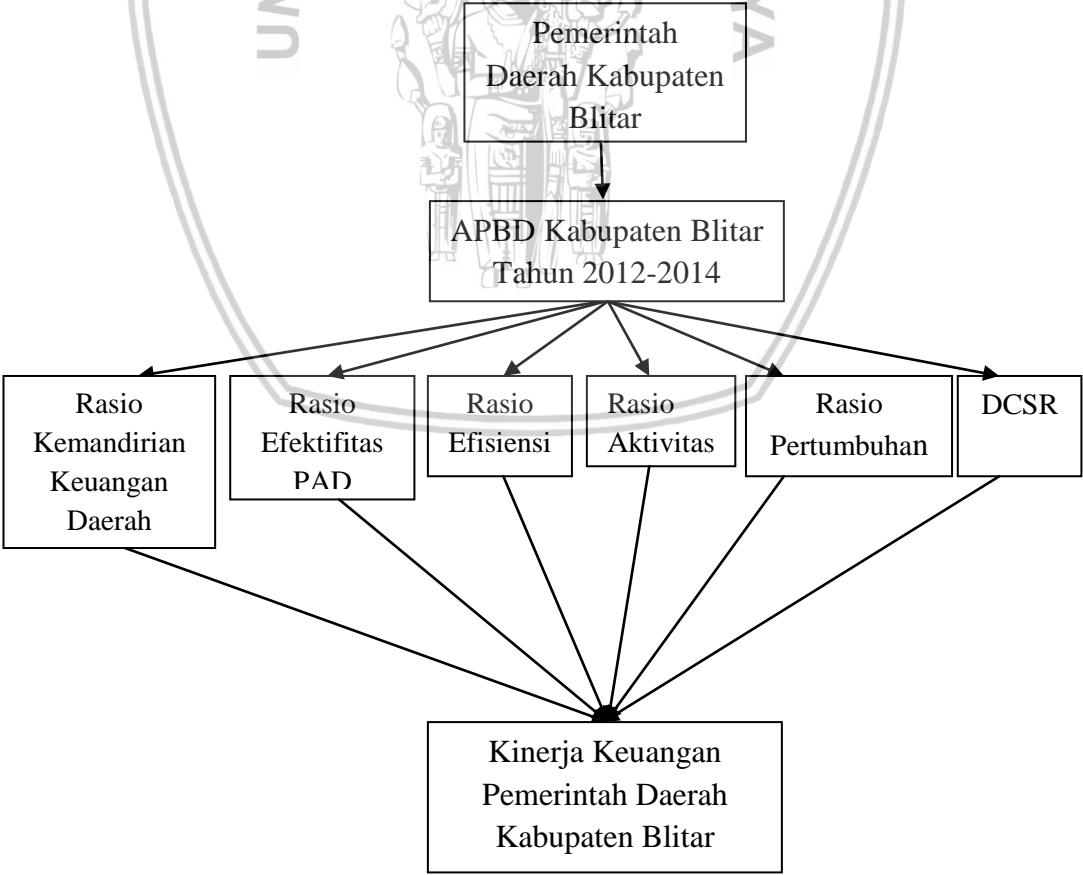 Pemerintah
Daerah Kabupaten
Blitar
APBD Kabupaten Blitar
Tahun 2012-2014
Rasio
Kemandirian
Keuangan
Daerah
Rasio
Efektifitas
PAD
Rasio
Efisiensi
Rasio
Aktivitas
Rasio
Pertumbuhan
DCSR
Kinerja Keuangan
Pemerintah Daerah
Kabupaten Blitar